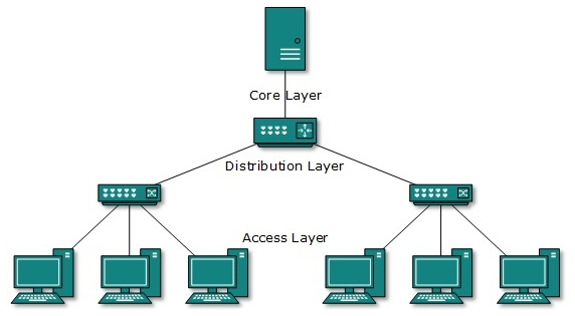 Core Layer
Distribution Layer
Access Layer